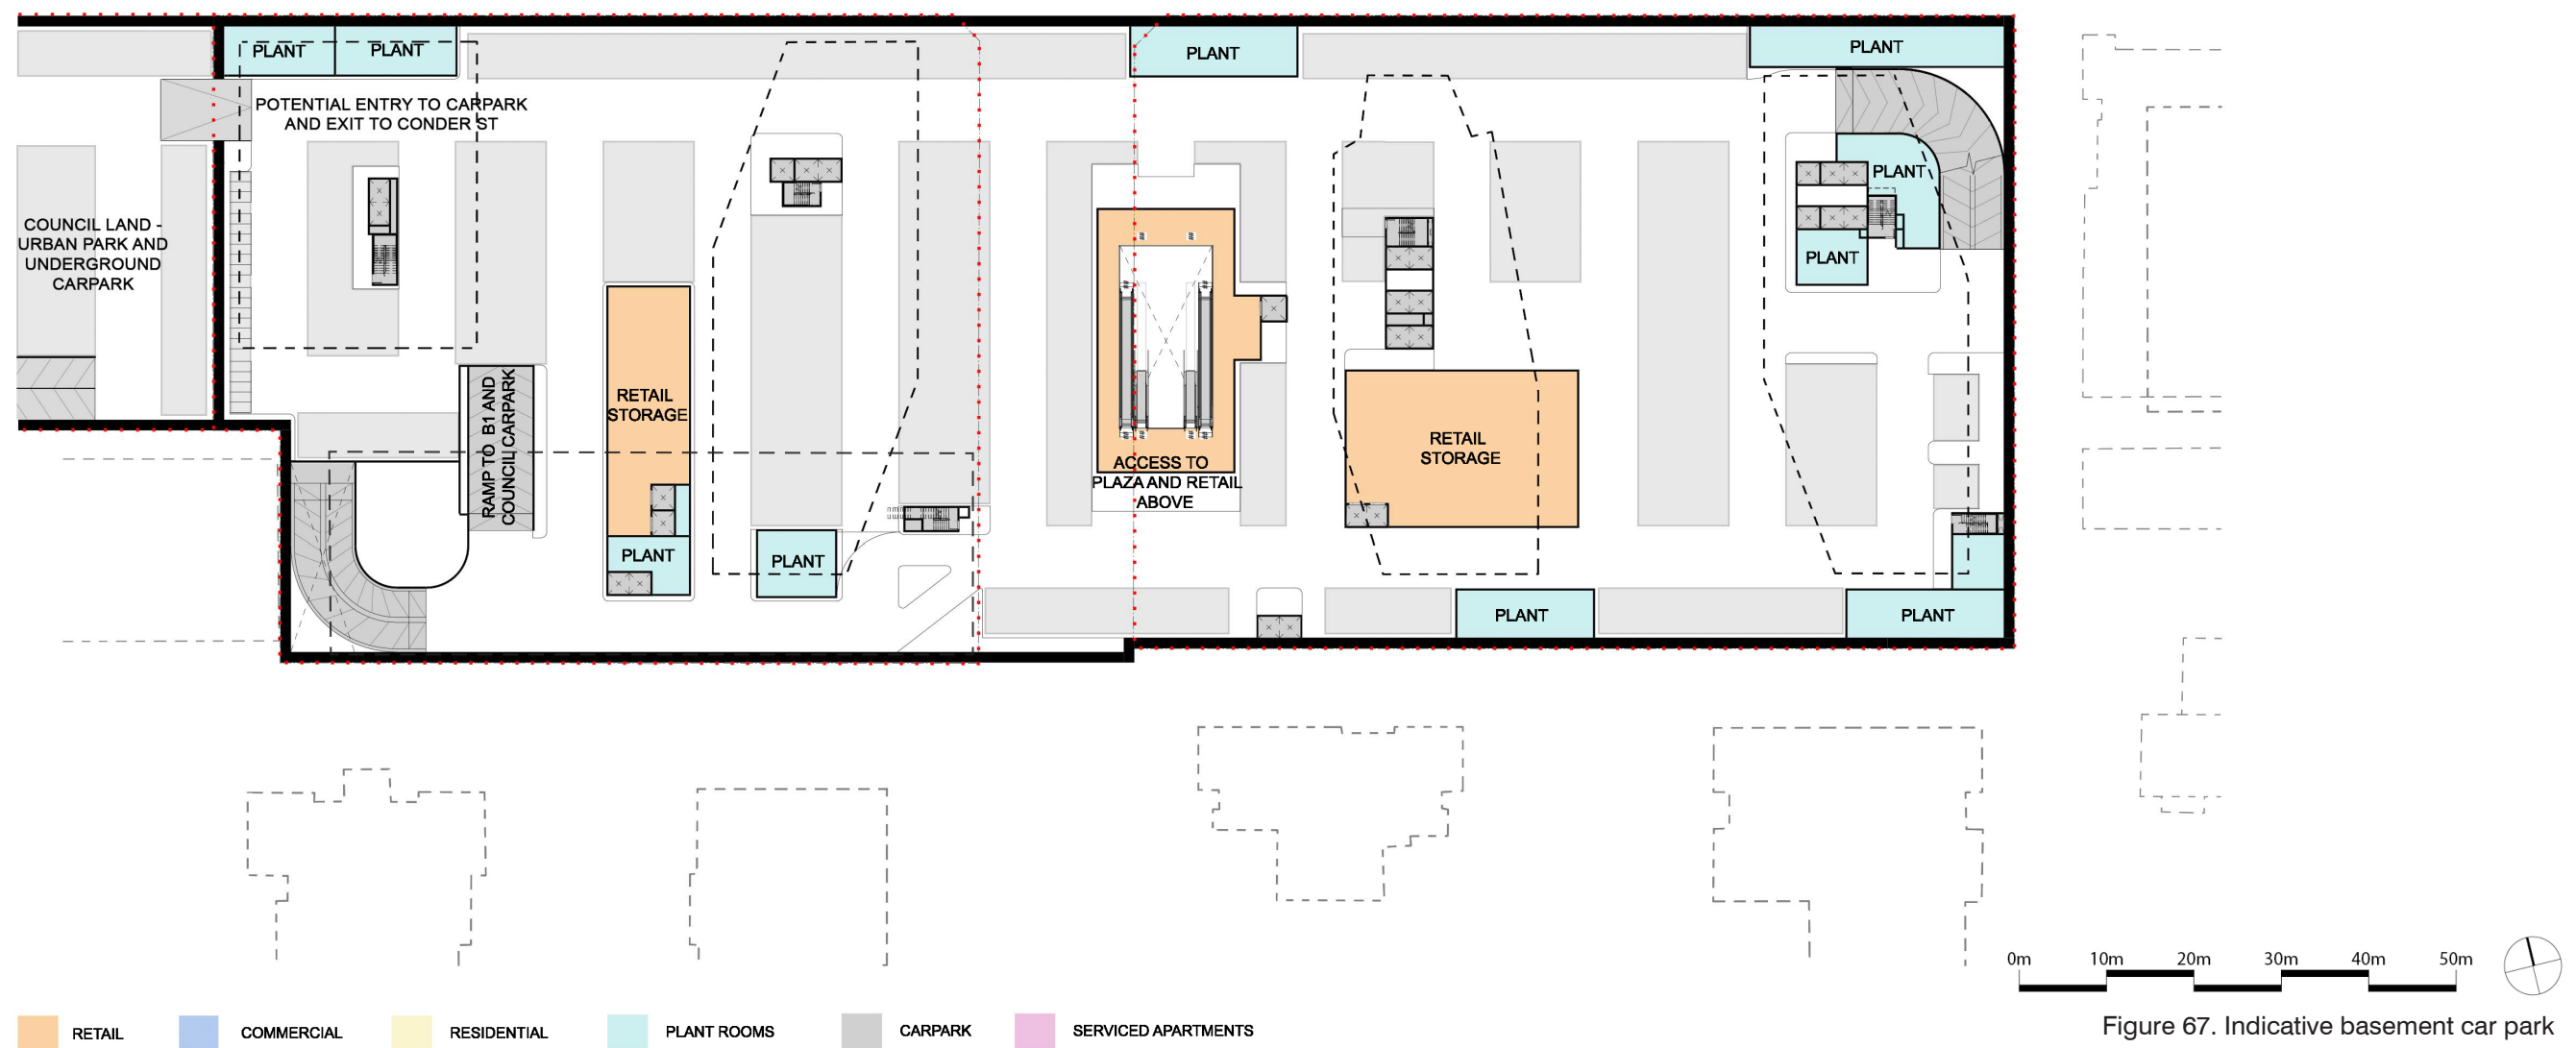 PLANT
PLANT
PLANT
PLANT
POTENTIAL ENTRY TO CARPARK
AND EXIT TO CONDER ST
COUNCIL LAND -
URBAN PARK AND
UNDERGROUND
CARPARK
PLANT
PLANT
RAMP TO B1 AND
COUNCIL CARPARK
RETAIL
STORAGE
RETAIL
STORAGE
ACCESS TO
PLAZA AND RETAIL
ABOVE
PLANT
PLANT
PLANT
PLANT
0m 10m 20m 30m 40m 50m
RETAIL
COMMERCIAL
RESIDENTIAL
PLANT ROOMS
CARPARK
SERVICED APARTMENTS
Figure 67. Indicative basement car park